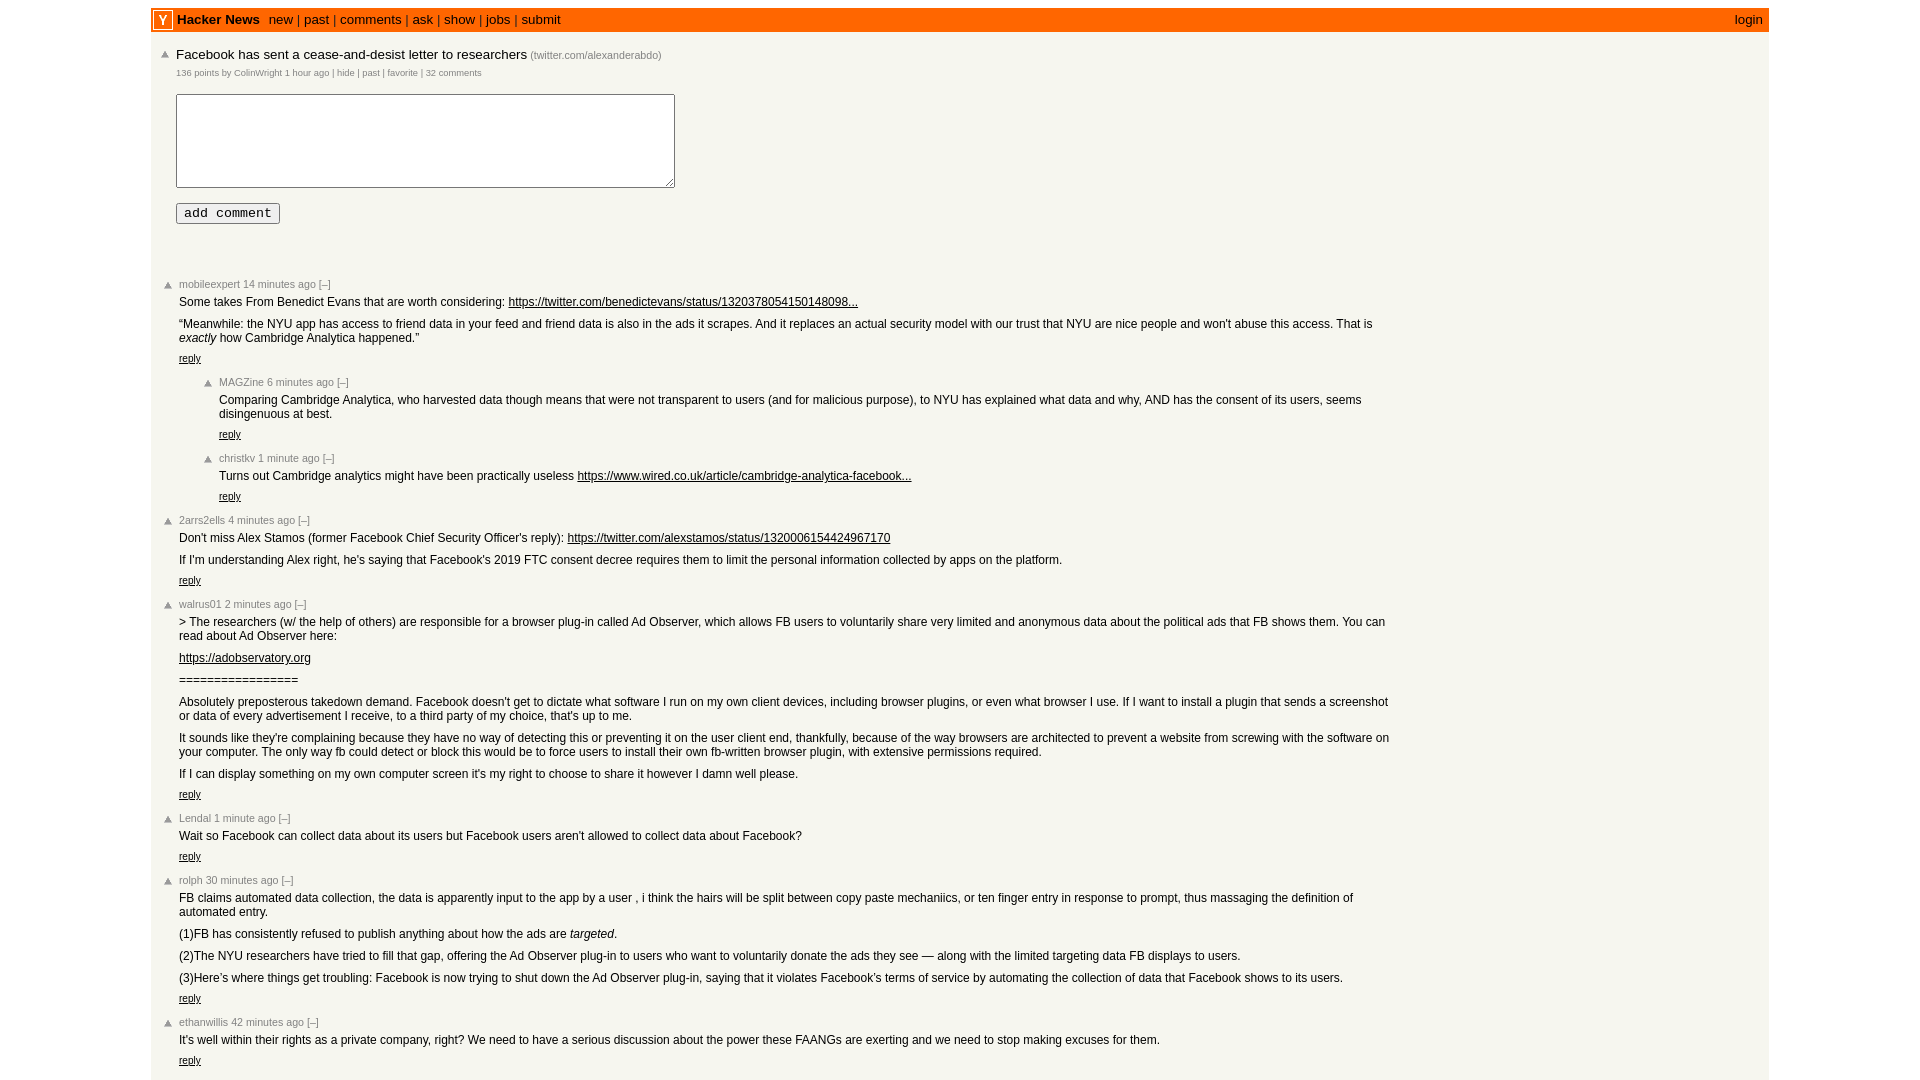 Y Hacker News new | past | comments | ask | show | jobs | submit login
Facebook has sent a cease-and-desist letter to researchers (twitter.com/alexanderabdo)
136 points by ColinWright 1 hour ago | hide | past | favorite | 32 comments
add comment
mobileexpert 14 minutes ago [–]
Some takes From Benedict Evans that are worth considering: https://twitter.com/benedictevans/status/1320378054150148098...
“Meanwhile: the NYU app has access to friend data in your feed and friend data is also in the ads it scrapes. And it replaces an actual security model with our trust that NYU are nice people and won't abuse this access. That is
exactly how Cambridge Analytica happened.”
reply
MAGZine 6 minutes ago [–]
Comparing Cambridge Analytica, who harvested data though means that were not transparent to users (and for malicious purpose), to NYU has explained what data and why, AND has the consent of its users, seems
disingenuous at best.
reply
christkv 1 minute ago [–]
Turns out Cambridge analytics might have been practically useless https://www.wired.co.uk/article/cambridge-analytica-facebook...
reply
2arrs2ells 4 minutes ago [–]
Don't miss Alex Stamos (former Facebook Chief Security Officer's reply): https://twitter.com/alexstamos/status/1320006154424967170
If I'm understanding Alex right, he's saying that Facebook's 2019 FTC consent decree requires them to limit the personal information collected by apps on the platform.
reply
walrus01 2 minutes ago [–]
> The researchers (w/ the help of others) are responsible for a browser plug-in called Ad Observer, which allows FB users to voluntarily share very limited and anonymous data about the political ads that FB shows them. You can
read about Ad Observer here:
https://adobservatory.org
=================
Absolutely preposterous takedown demand. Facebook doesn't get to dictate what software I run on my own client devices, including browser plugins, or even what browser I use. If I want to install a plugin that sends a screenshot
or data of every advertisement I receive, to a third party of my choice, that's up to me.
It sounds like they're complaining because they have no way of detecting this or preventing it on the user client end, thankfully, because of the way browsers are architected to prevent a website from screwing with the software on
your computer. The only way fb could detect or block this would be to force users to install their own fb-written browser plugin, with extensive permissions required.
If I can display something on my own computer screen it's my right to choose to share it however I damn well please.
reply
Lendal 1 minute ago [–]
Wait so Facebook can collect data about its users but Facebook users aren't allowed to collect data about Facebook?
reply
rolph 30 minutes ago [–]
FB claims automated data collection, the data is apparently input to the app by a user , i think the hairs will be split between copy paste mechaniics, or ten finger entry in response to prompt, thus massaging the definition of
automated entry.
(1)FB has consistently refused to publish anything about how the ads are targeted.
(2)The NYU researchers have tried to fill that gap, offering the Ad Observer plug-in to users who want to voluntarily donate the ads they see — along with the limited targeting data FB displays to users.
(3)Here’s where things get troubling: Facebook is now trying to shut down the Ad Observer plug-in, saying that it violates Facebook’s terms of service by automating the collection of data that Facebook shows to its users.
reply
ethanwillis 42 minutes ago [–]
It's well within their rights as a private company, right? We need to have a serious discussion about the power these FAANGs are exerting and we need to stop making excuses for them.
reply